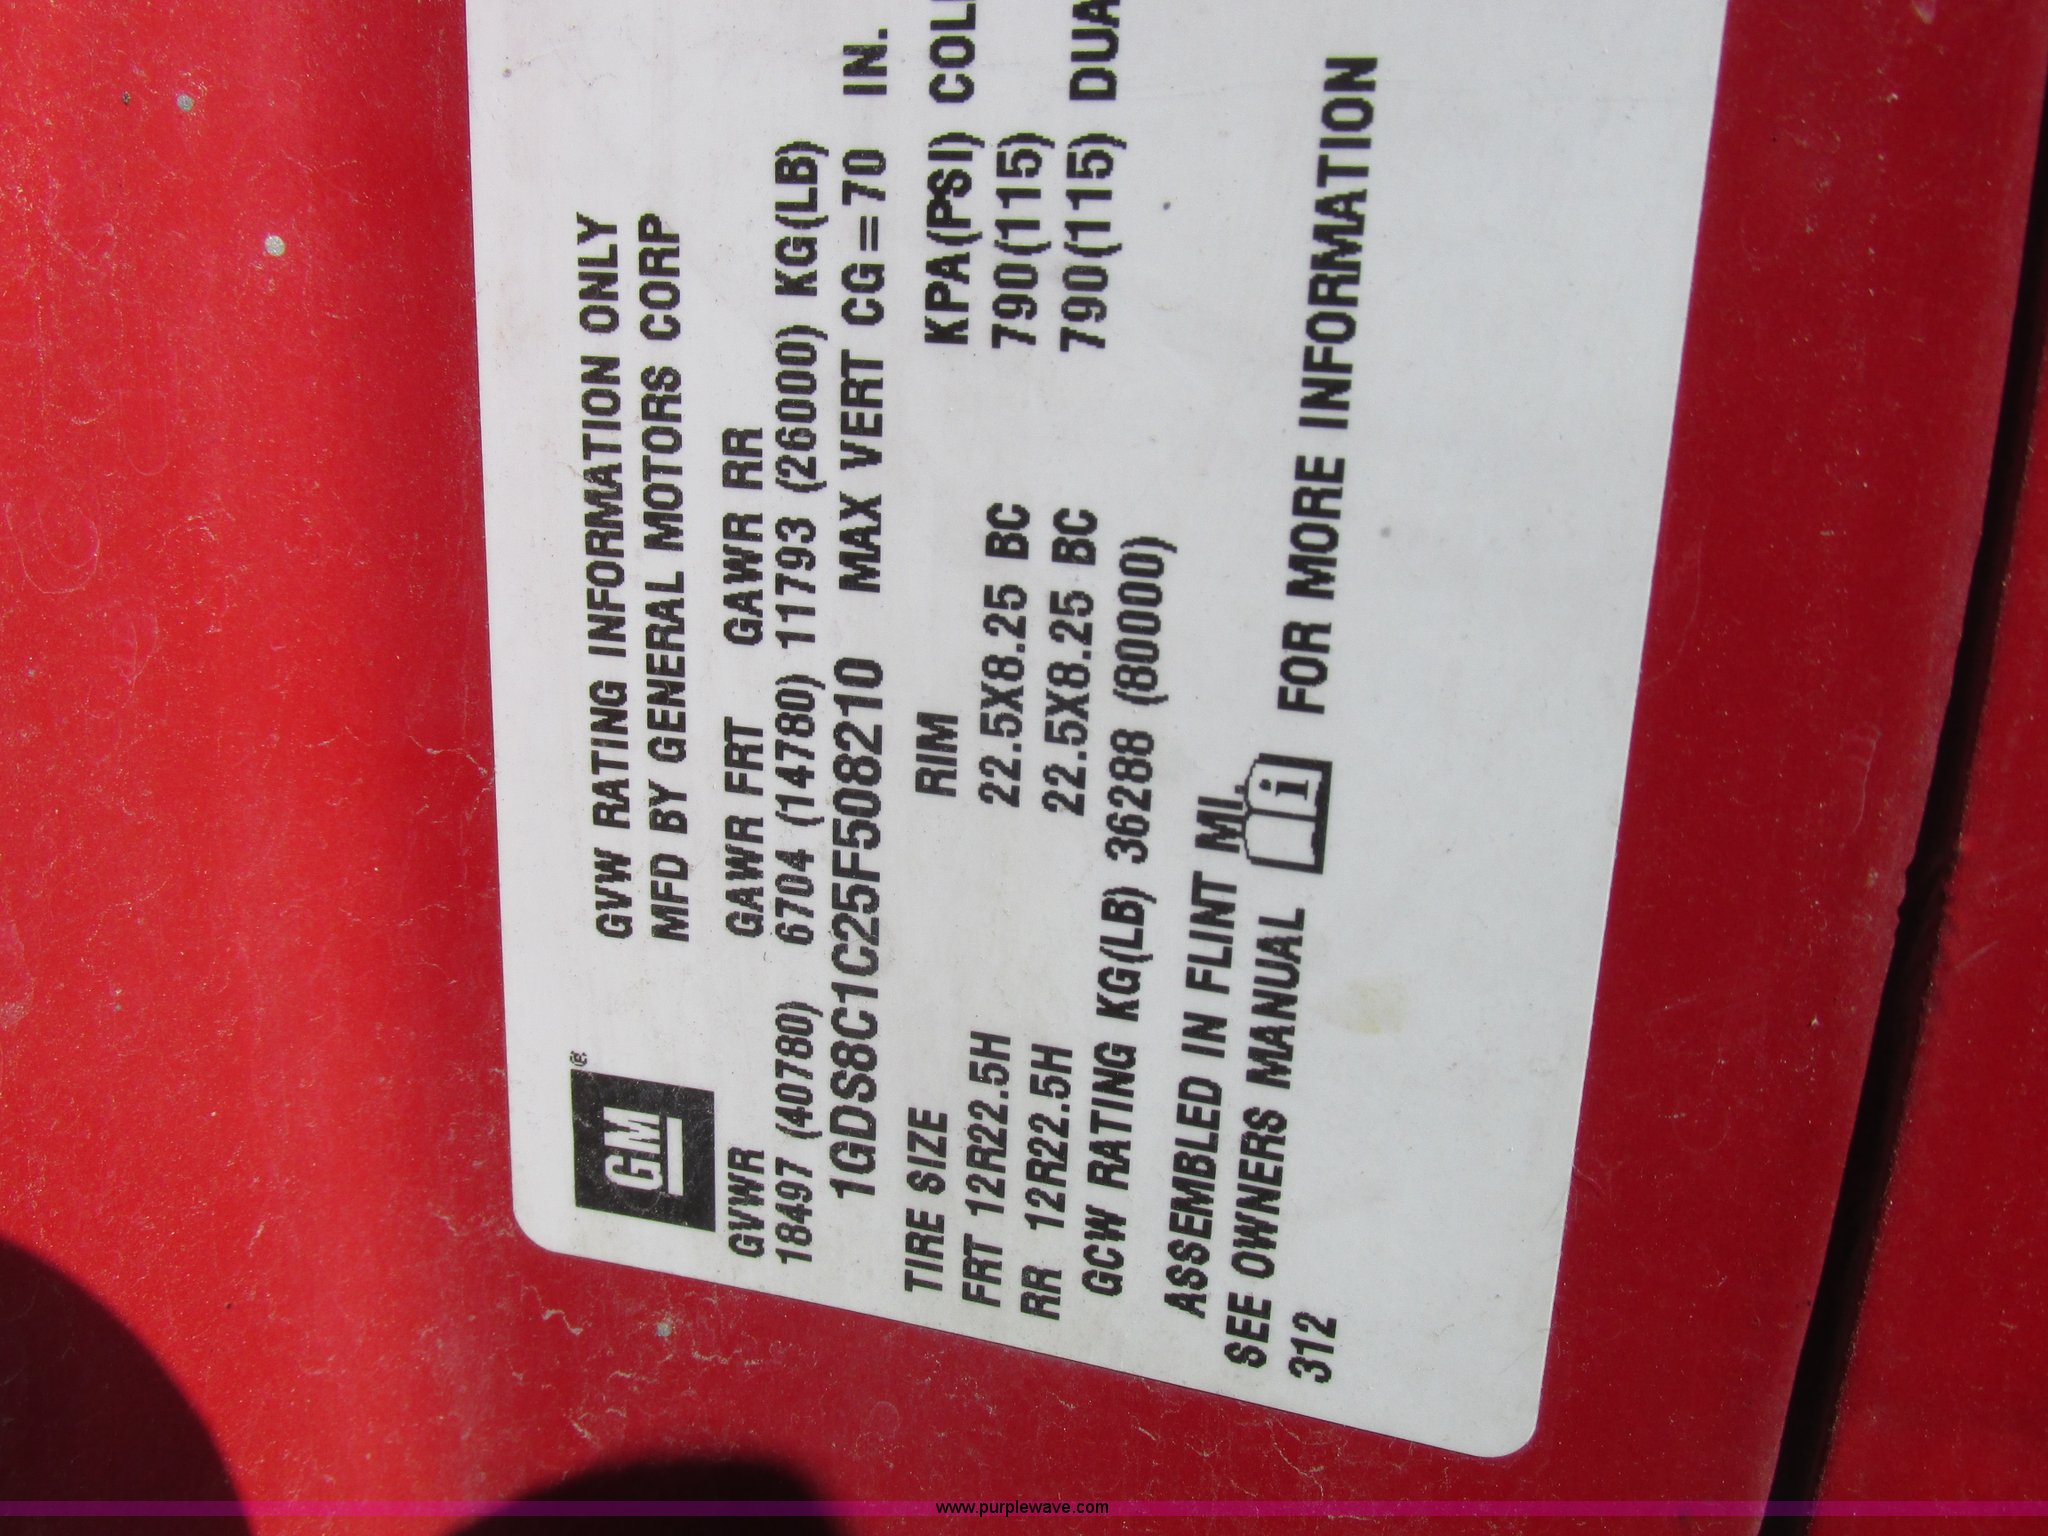 GM®
GVW RATING INFORMATION ONLY
MFD BY GENERAL MOTORS CORP
GVWR GAWR FRT GAWR RR
18497 (40780) 6704 (14780) 11793 (26000) KG(LB)
1GDS8C1C25F508210 MAX VERT CG=70 IN.
TIRE SIZE RIM KPA(PSI)
FRT 12R22.5H 22.5X8.25 BC 790(115)
RR 12R22.5H 22.5X8.25 BC 790(115)
GCW RATING KG(LB) 36288 (80000)
ASSEMBLED IN FLINT MI.
SEE OWNERS MANUAL i FOR MORE INFORMATION
312
www.purplewave.com